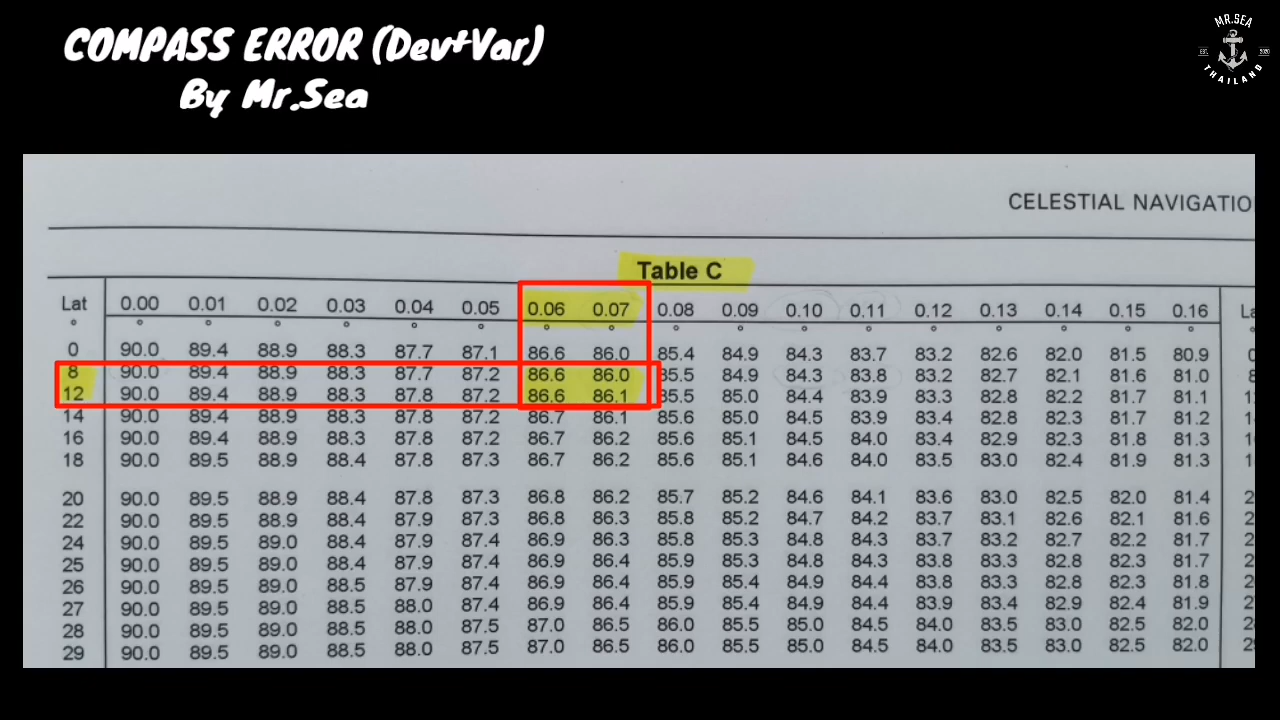 COMPASS ERROR (Dev+Var)
By Mr.Sea
MR.SEA
EST. 2020
THAILAND
CELESTIAL NAVIGATIO
Table C
Lat 0.00 0.01 0.02 0.03 0.04 0.05 0.06 0.07 0.08 0.09 0.10 0.11 0.12 0.13 0.14 0.15 0.16 La
° ° ° ° ° ° ° ° ° ° ° ° ° ° ° ° ° ° °
0 90.0 89.4 88.9 88.3 87.7 87.1 86.6 86.0 85.4 84.9 84.3 83.7 83.2 82.6 82.0 81.5 80.9 0
8 90.0 89.4 88.9 88.3 87.7 87.2 86.6 86.0 85.5 84.9 84.3 83.8 83.2 82.7 82.1 81.6 81.0 8
12 90.0 89.4 88.9 88.3 87.8 87.2 86.6 86.1 85.5 85.0 84.4 83.9 83.3 82.8 82.2 81.7 81.1 1
14 90.0 89.4 88.9 88.3 87.8 87.2 86.7 86.1 85.6 85.0 84.5 83.9 83.4 82.8 82.3 81.7 81.2 1
16 90.0 89.4 88.9 88.3 87.8 87.2 86.7 86.2 85.6 85.1 84.5 84.0 83.4 82.9 82.3 81.8 81.3 1
18 90.0 89.5 88.9 88.4 87.8 87.3 86.7 86.2 85.6 85.1 84.6 84.0 83.5 83.0 82.4 81.9 81.3 1
20 90.0 89.5 88.9 88.4 87.8 87.3 86.8 86.2 85.7 85.2 84.6 84.1 83.6 83.0 82.5 82.0 81.4 2
22 90.0 89.5 88.9 88.4 87.9 87.3 86.8 86.3 85.8 85.2 84.7 84.2 83.7 83.1 82.6 82.1 81.6 2
24 90.0 89.5 89.0 88.4 87.9 87.4 86.9 86.3 85.8 85.3 84.8 84.3 83.7 83.2 82.7 82.2 81.7 2
25 90.0 89.5 89.0 88.4 87.9 87.4 86.9 86.4 85.9 85.3 84.8 84.3 83.8 83.3 82.8 82.3 81.7 2
26 90.0 89.5 89.0 88.5 87.9 87.4 86.9 86.4 85.9 85.4 84.9 84.4 83.8 83.3 82.8 82.3 81.8 2
27 90.0 89.5 89.0 88.5 88.0 87.4 86.9 86.4 85.9 85.4 84.9 84.4 83.9 83.4 82.9 82.4 81.9 2
28 90.0 89.5 89.0 88.5 88.0 87.5 87.0 86.5 86.0 85.5 85.0 84.5 84.0 83.5 83.0 82.5 82.0 2
29 90.0 89.5 89.0 88.5 88.0 87.5 87.0 86.5 86.0 85.5 85.0 84.5 84.0 83.5 83.0 82.5 82.0 2